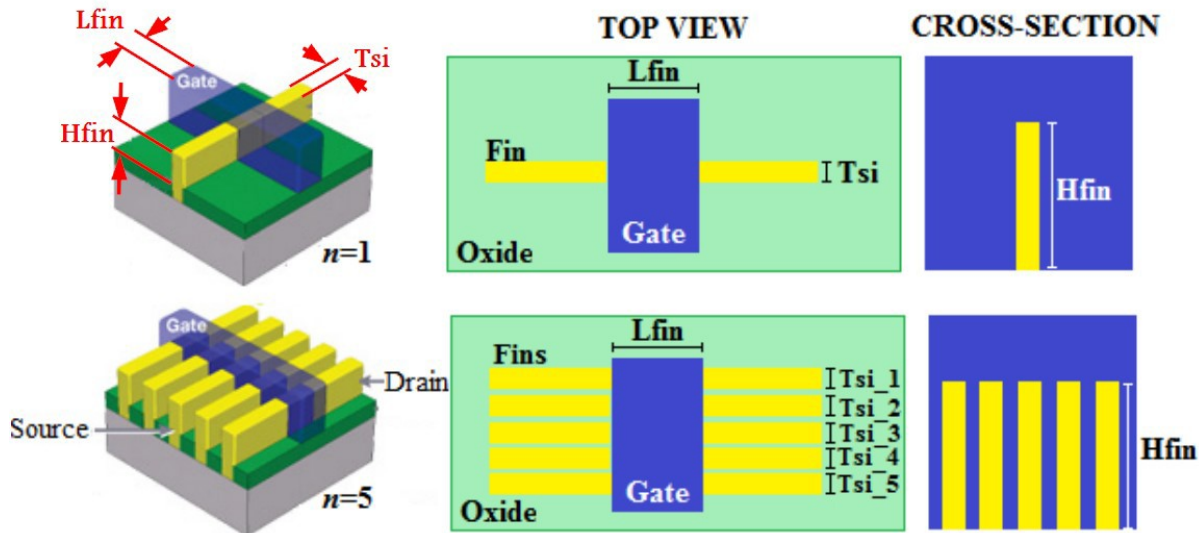 TOP VIEW
CROSS-SECTION
Lfin
Tsi
Gate
Hfin
n=1
Lfin
Fin
Tsi
Gate
Oxide
Hfin
Gate
Drain
Source
n=5
Lfin
Fins
Tsi_1
Tsi_2
Tsi_3
Tsi_4
Tsi_5
Gate
Oxide
Hfin